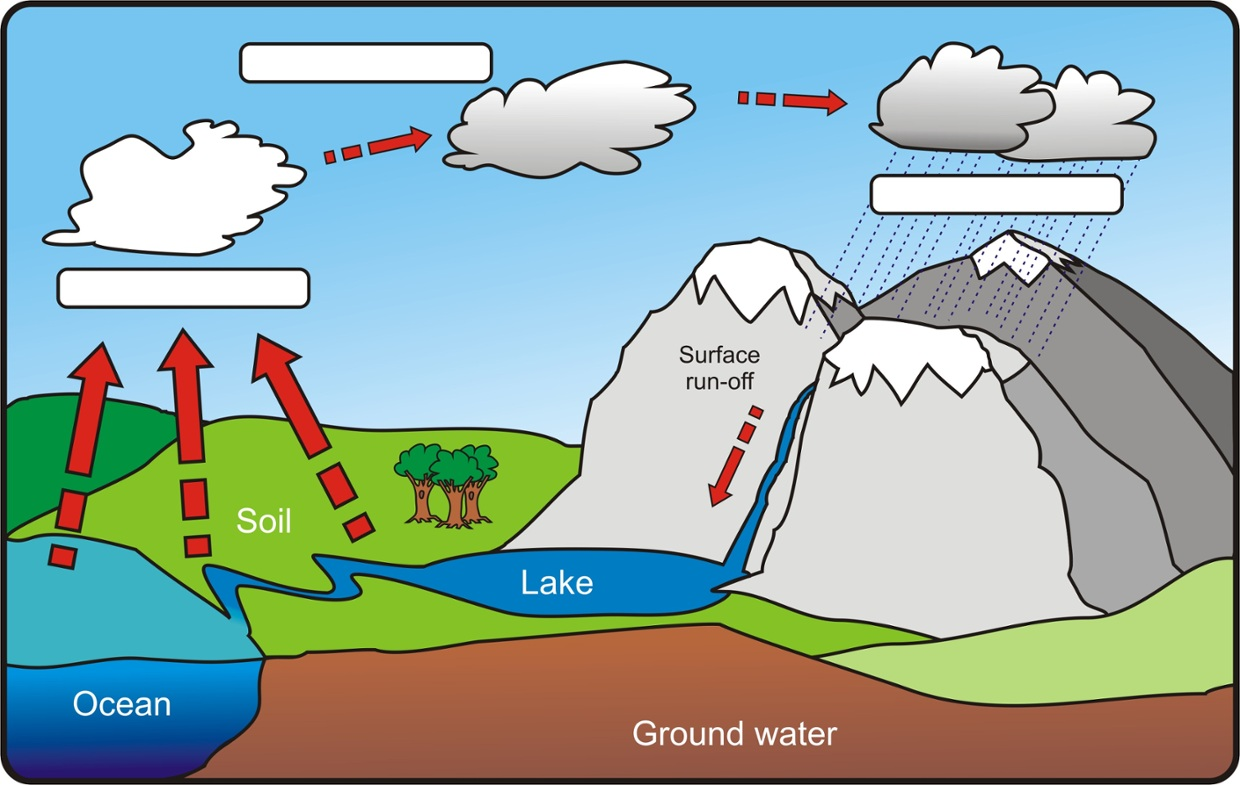 Surface
run-off
Soil
Lake
Ocean
Ground water